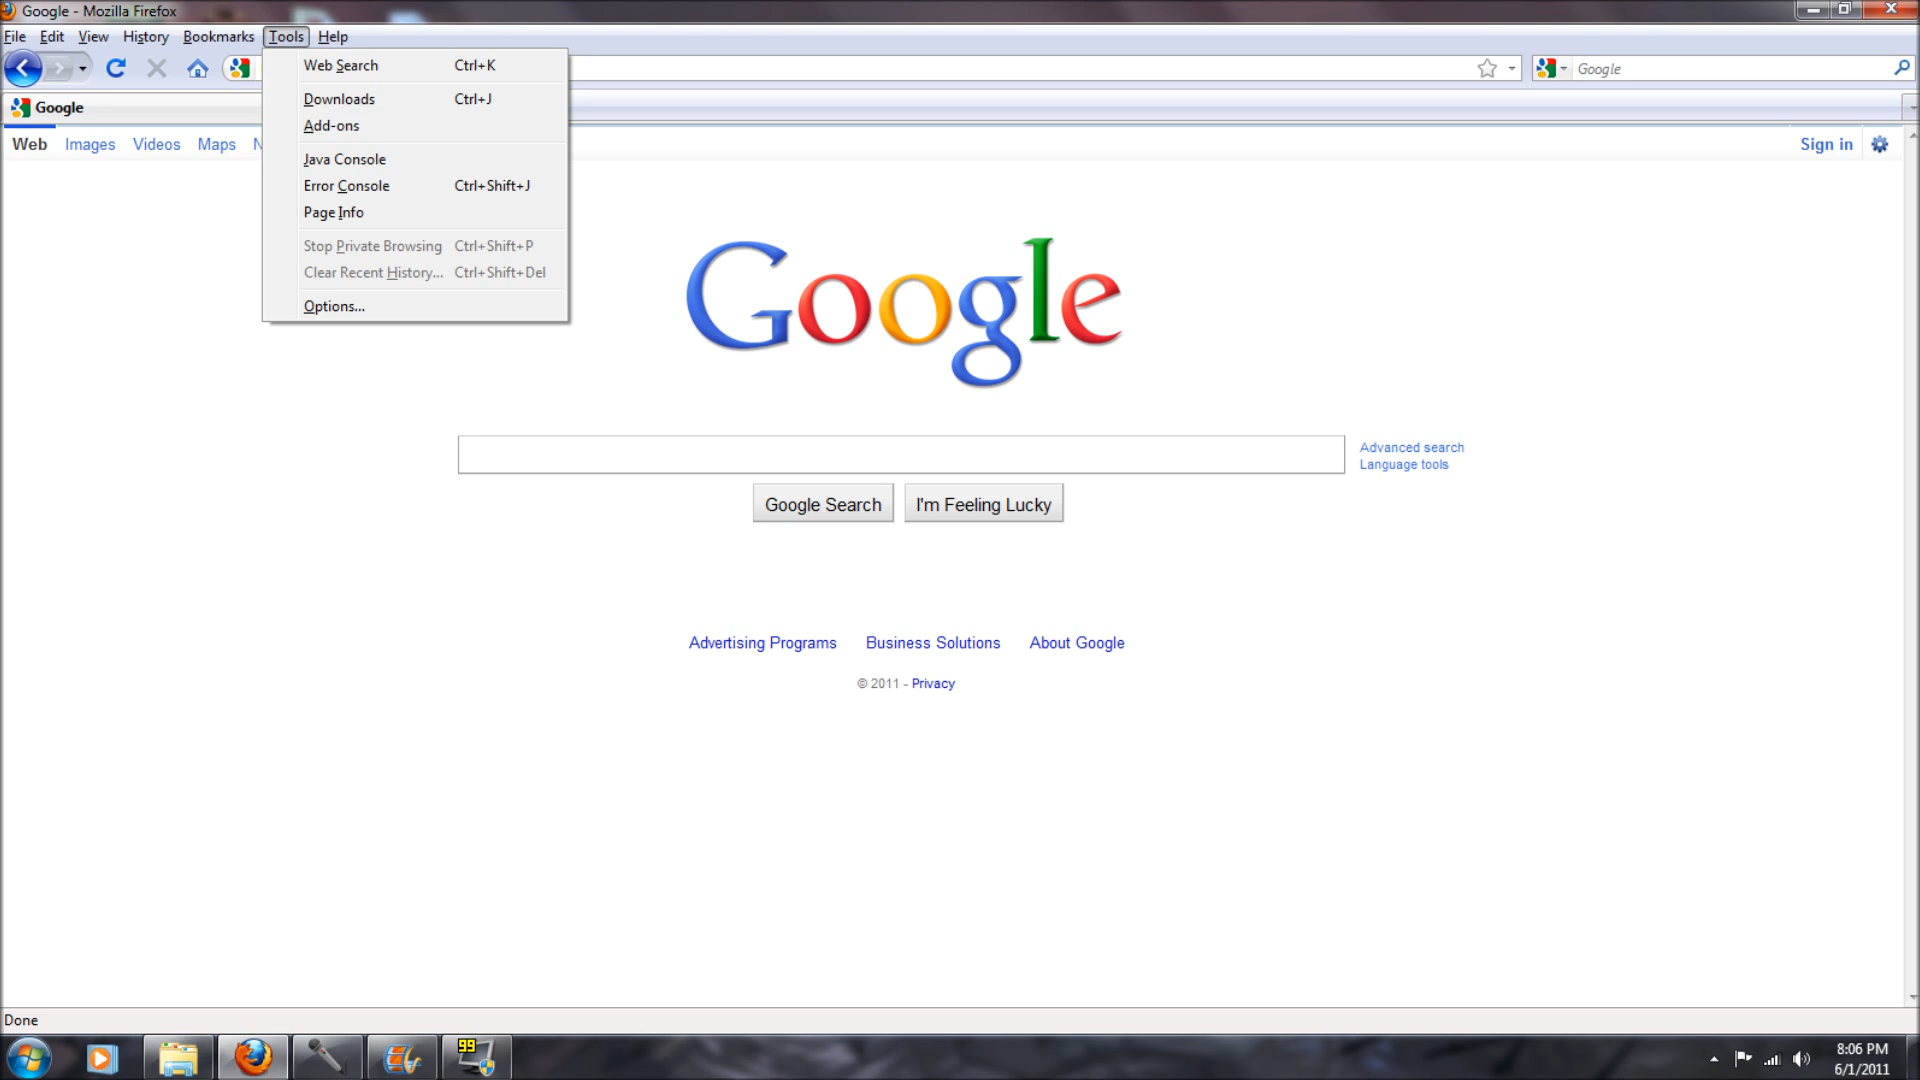 Google - Mozilla Firefox
File Edit View History Bookmarks Tools Help
Google
Google
Web Images Videos Maps N
Sign in
Web Search Ctrl+K
Downloads Ctrl+J
Add-ons
Java Console
Error Console Ctrl+Shift+J
Page Info
Stop Private Browsing Ctrl+Shift+P
Clear Recent History... Ctrl+Shift+Del
Options...
Google
Advanced search
Language tools
Google Search I'm Feeling Lucky
Advertising Programs Business Solutions About Google
© 2011 - Privacy
Done
99
8:06 PM
6/1/2011